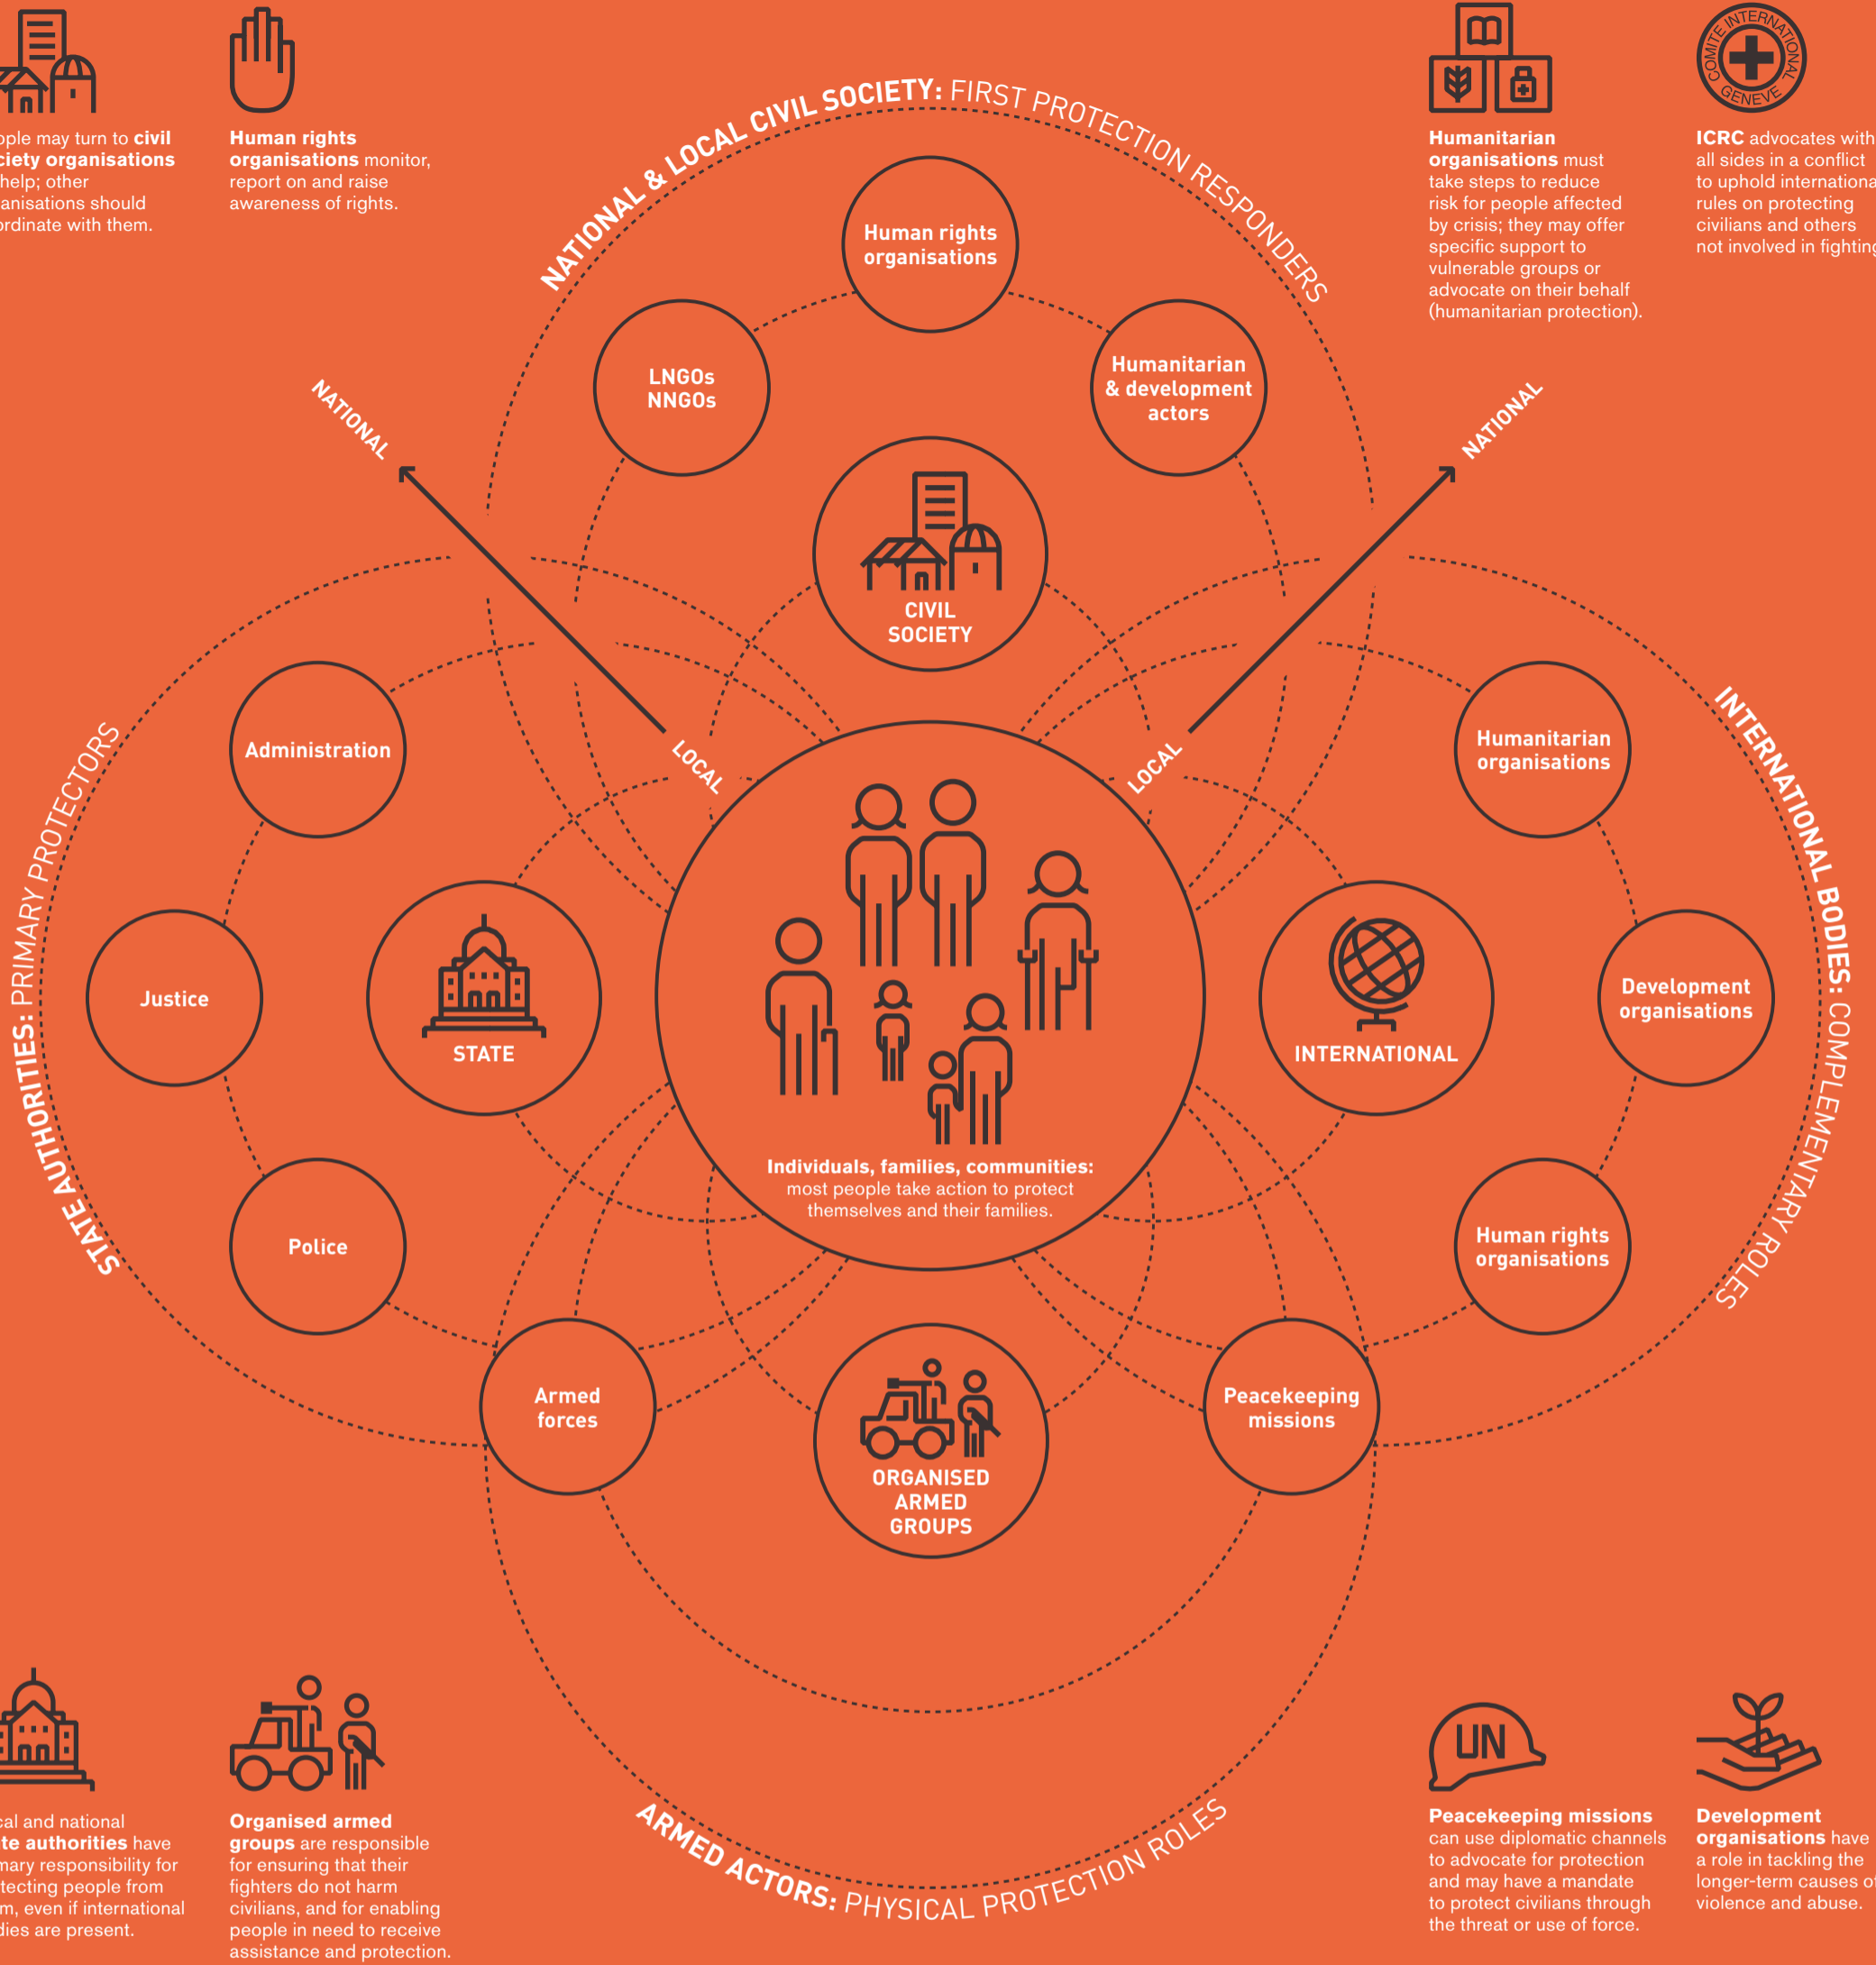 ople may turn to civil
ciety organisations
help; other
anisations should
ordinate with them.
Human rights
organisations monitor,
report on and raise
awareness of rights.
Humanitarian
organisations must
take steps to reduce
risk for people affected
by crisis; they may offer
specific support to
vulnerable groups or
advocate on their behalf
(humanitarian protection).
COMITE INTERNATIONAL
GENEVE
ICRC advocates with
all sides in a conflict
to uphold internationa
rules on protecting
civilians and others
not involved in fighting
NATIONAL & LOCAL CIVIL SOCIETY: FIRST PROTECTION RESPONDERS
Human rights
organisations
LNGOs
NNGOs
Humanitarian
& development
actors
NATIONAL
NATIONAL
CIVIL
SOCIETY
LOCAL
LOCAL
STATE AUTHORITIES: PRIMARY PROTECTORS
Administration
Justice
Police
STATE
Individuals, families, communities:
most people take action to protect
themselves and their families.
INTERNATIONAL
Humanitarian
organisations
Development
organisations
Human rights
organisations
INTERNATIONAL BODIES: COMPLEMENTARY ROLES
Armed
forces
ORGANISED
ARMED
GROUPS
Peacekeeping
missions
ARMED ACTORS: PHYSICAL PROTECTION ROLES
cal and national
te authorities have
mary responsibility for
tecting people from
m, even if international
dies are present.
Organised armed
groups are responsible
for ensuring that their
fighters do not harm
civilians, and for enabling
people in need to receive
assistance and protection.
UN
Peacekeeping missions
can use diplomatic channels
to advocate for protection
and may have a mandate
to protect civilians through
the threat or use of force.
Development
organisations have
a role in tackling the
longer-term causes of
violence and abuse.